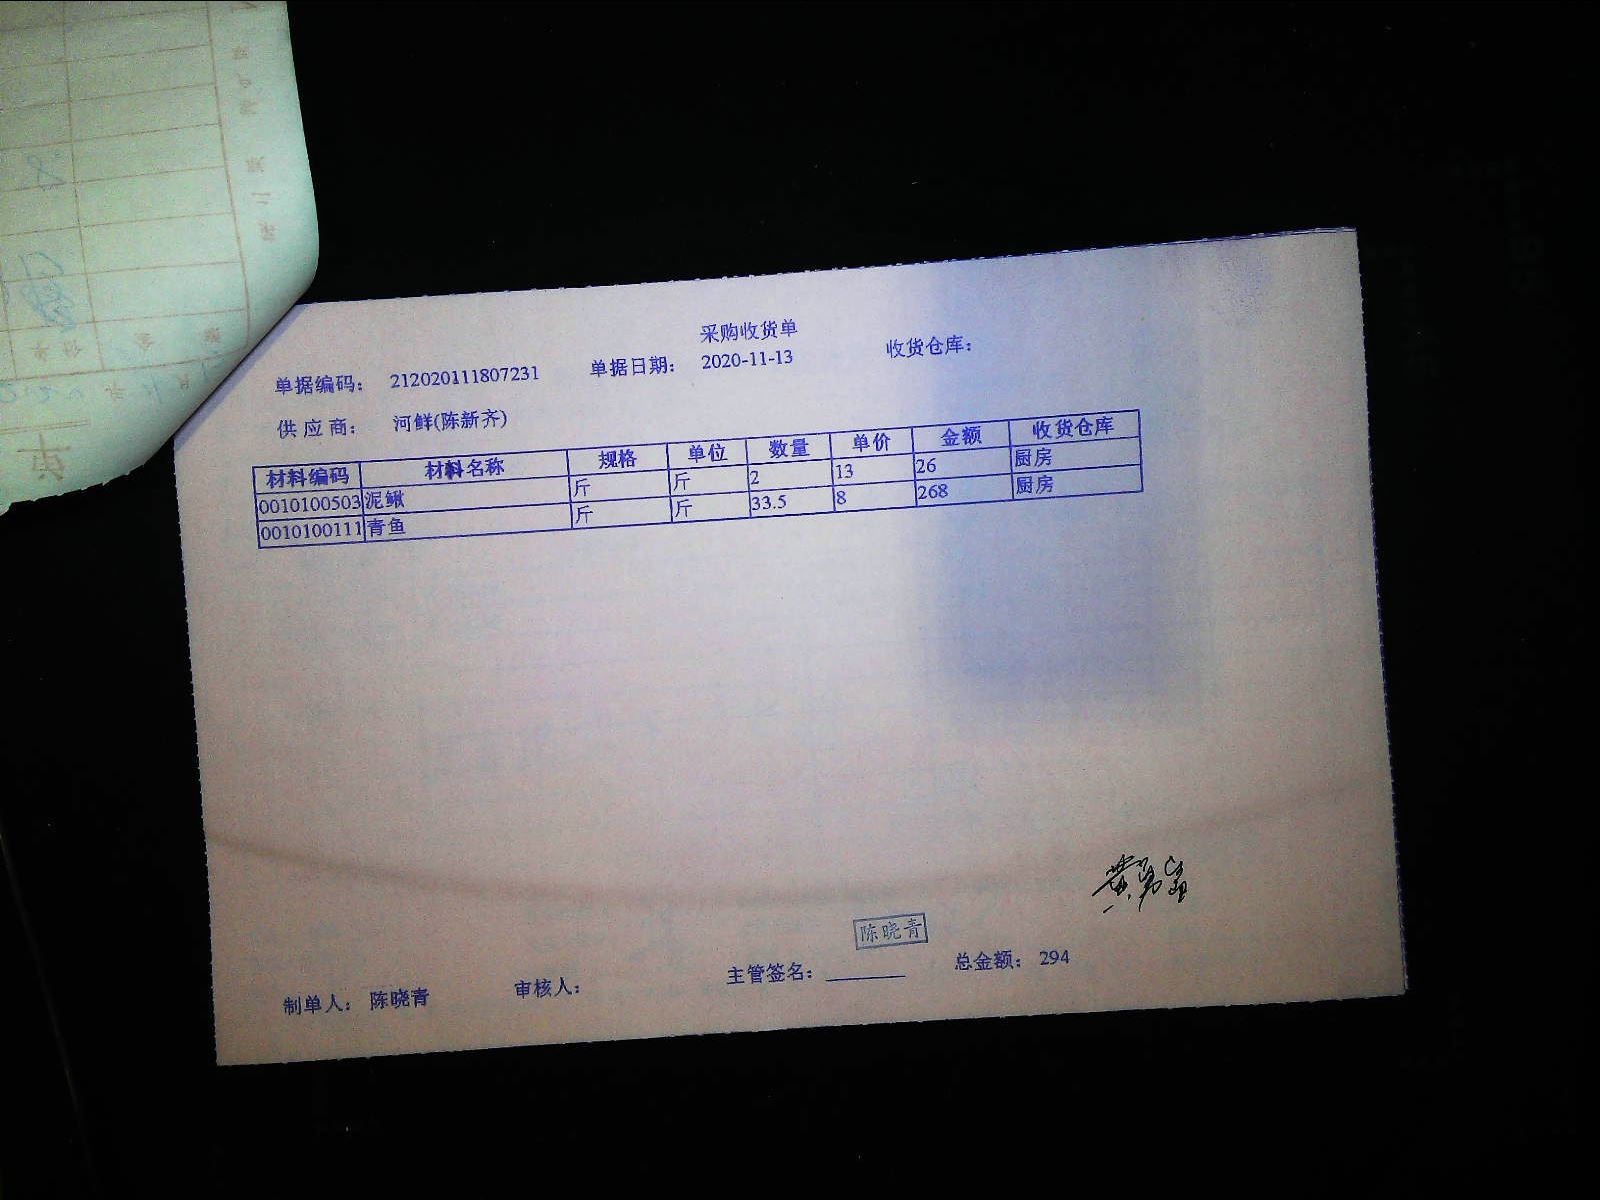 采购收货单
单据编码: 212020111807231 单据日期: 2020-11-13 收货仓库:
供应商: 河鲜(陈新齐)
材料编码 材料名称 规格 单位 数量 单价 金额 收货仓库
0010100503 泥鳅 斤 斤 2 13 26 厨房
0010100111 青鱼 斤 斤 33.5 8 268 厨房
陈晓青
制单人: 陈晓青 审核人: 主管签名: 总金额: 294